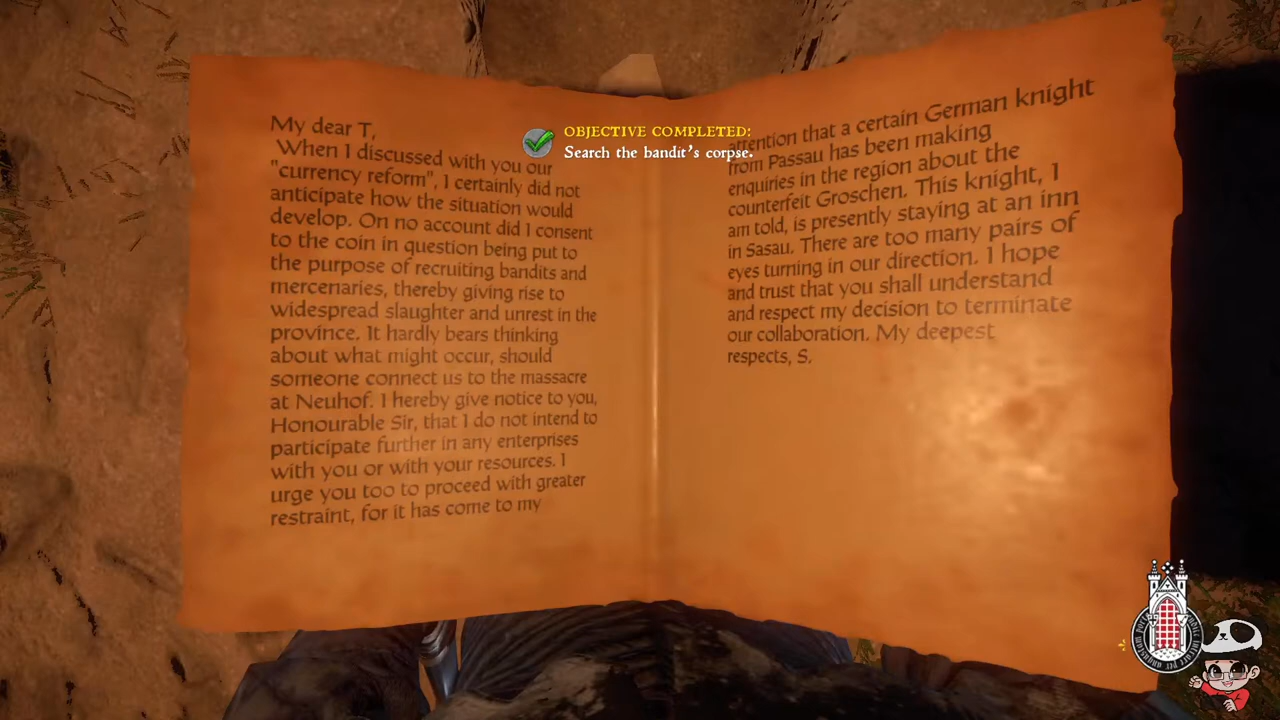 My dear T,
When I discussed with you our
"currency reform", I certainly did not
anticipate how the situation would
develop. On no account did I consent
to the coin in question being put to
the purpose of recruiting bandits and
mercenaries, thereby giving rise to
widespread slaughter and unrest in the
province. It hardly bears thinking
about what might occur, should
someone connect us to the massacre
at Neuhof. I hereby give notice to you,
Honourable Sir, that I do not intend to
participate further in any enterprises
with you or with your resources. I
urge you too to proceed with greater
restraint, for it has come to my
OBJECTIVE COMPLETED:
Search the bandit's corpse.
attention that a certain German knight
from Passau has been making
enquiries in the region about the
counterfeit Groschen. This knight, I
am told, is presently staying at an inn
in Sasau. There are too many pairs of
eyes turning in our direction. I hope
and trust that you shall understand
and respect my decision to terminate
our collaboration. My deepest
respects, S.